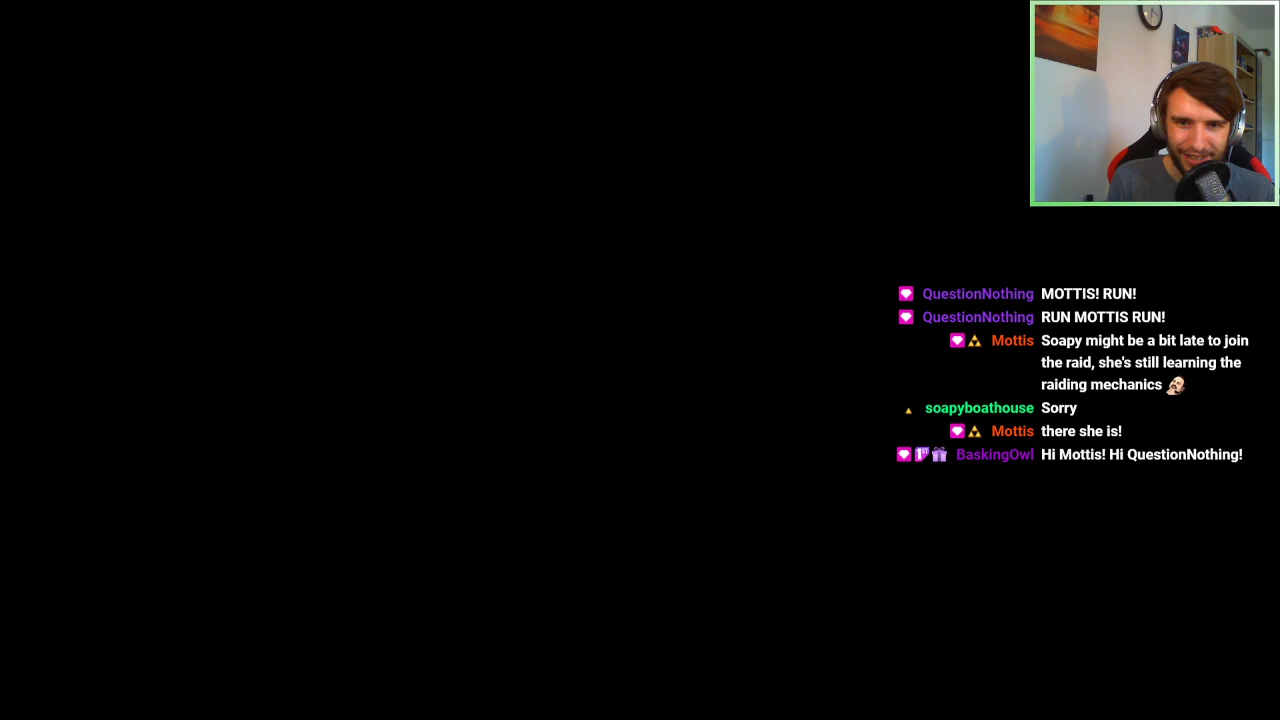 QuestionNothing MOTTIS! RUN!
QuestionNothing RUN MOTTIS RUN!
Mottis Soapy might be a bit late to join
the raid, she's still learning the
raiding mechanics
soapyboathouse Sorry
Mottis there she is!
BaskingOwl Hi Mottis! Hi QuestionNothing!